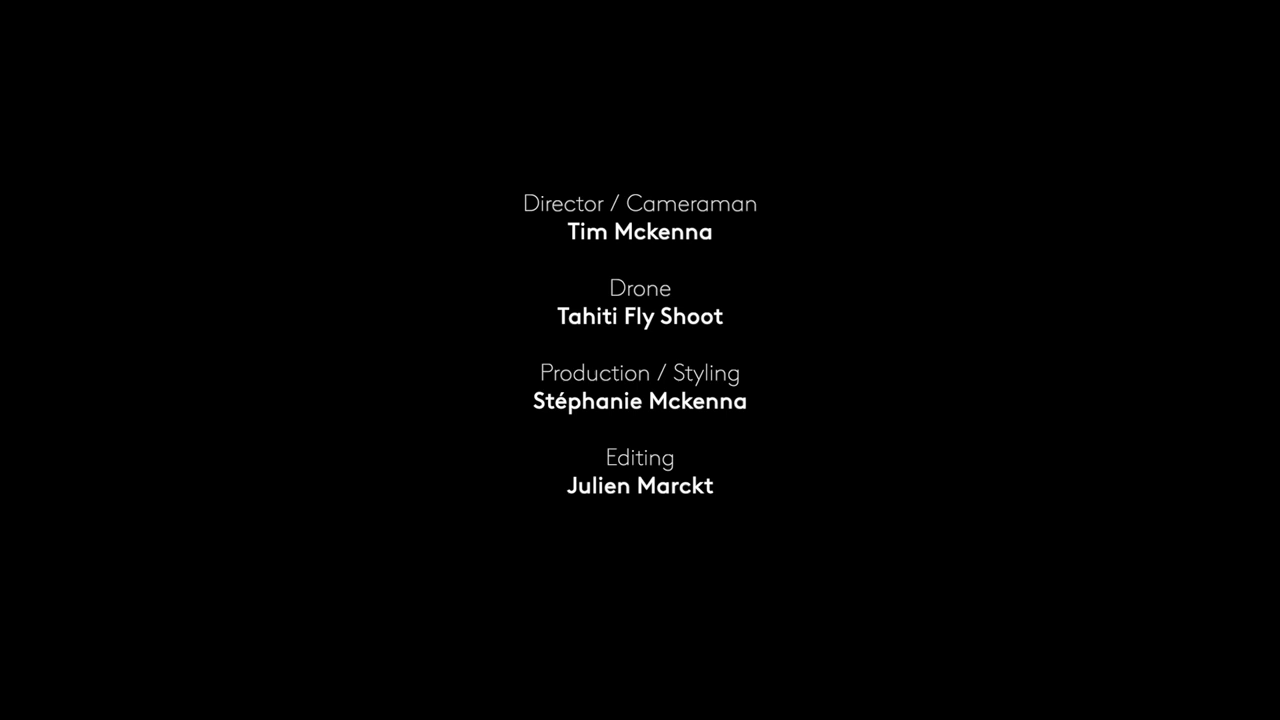 Director / Cameraman
Tim Mckenna
Drone
Tahiti Fly Shoot
Production / Styling
Stéphanie Mckenna
Editing
Julien Marckt